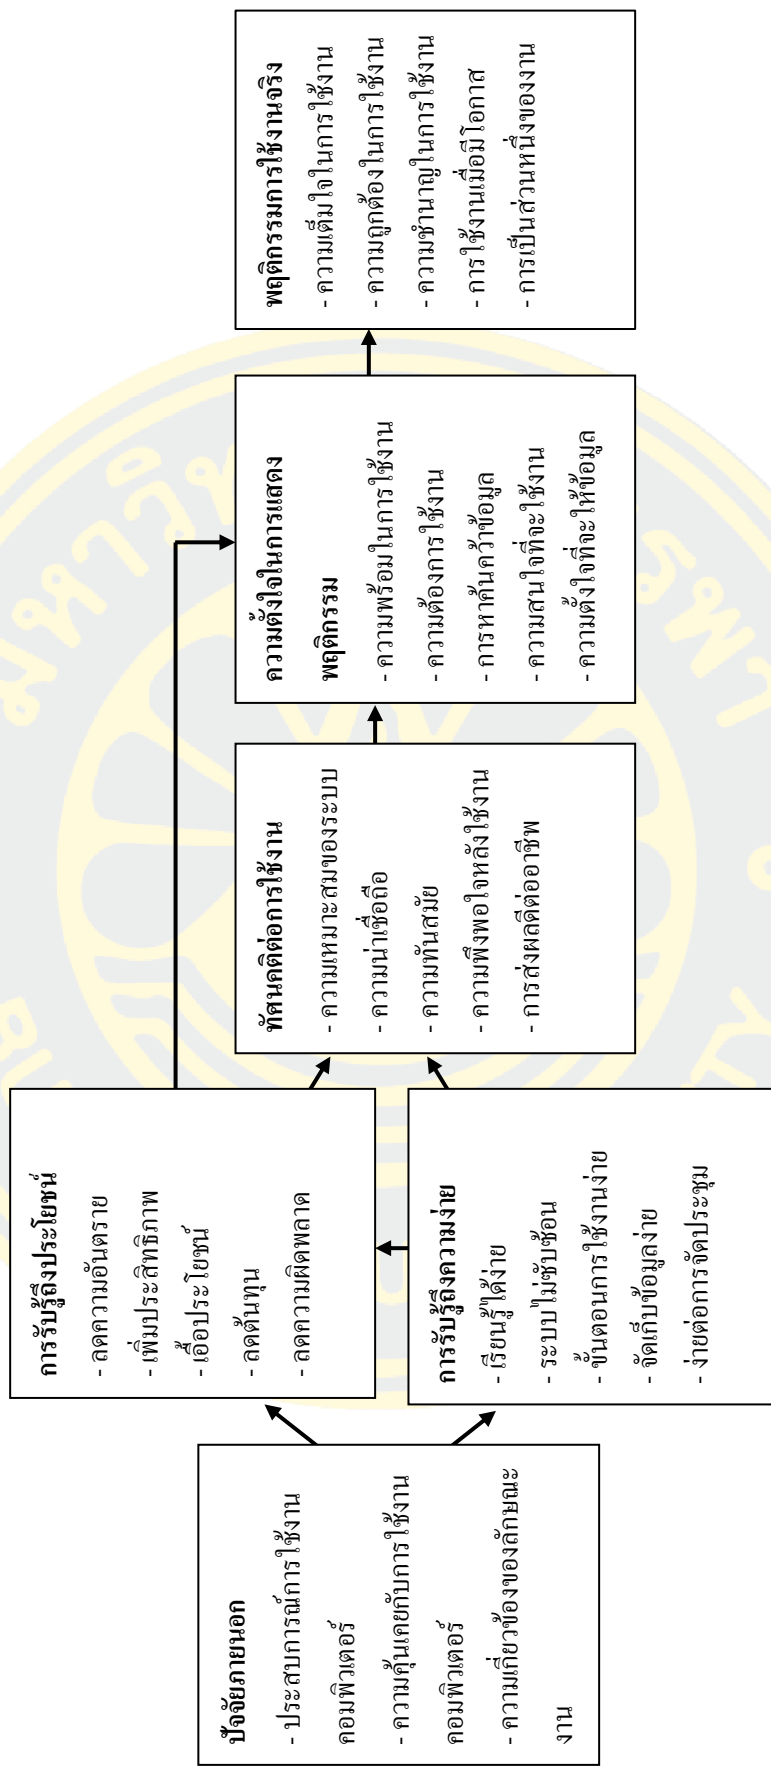 ปัจจัยภายนอก
- ประสบการณ์การใช้งาน
คอมพิวเตอร์
- ความคุ้นเคยกับการใช้งาน
คอมพิวเตอร์
- ความเกี่ยวข้องของลักษณะ
งาน
การรับรู้ถึงประโยชน์
- ลดความอันตราย
- เพิ่มประสิทธิภาพ
- เอื้อประโยชน์
- ลดต้นทุน
- ลดความผิดพลาด
การรับรู้ถึงความง่าย
- เรียนรู้ได้ง่าย
- ระบบไม่ซับซ้อน
- ขั้นตอนการใช้งานง่าย
- จัดเก็บข้อมูลง่าย
- ง่ายต่อการจัดประชุม
ทัศนคติต่อการใช้งาน
- ความเหมาะสมของระบบ
- ความน่าเชื่อถือ
- ความทันสมัย
- ความพึงพอใจหลังใช้งาน
- การส่งผลดีต่ออาชีพ
ความตั้งใจในการแสดง
พฤติกรรม
- ความพร้อมในการใช้งาน
- ความต้องการใช้งาน
- การหาค้นคว้าข้อมูล
- ความสนใจที่จะใช้งาน
- ความตั้งใจที่จะให้ข้อมูล
พฤติกรรมการใช้งานจริง
- ความเต็มใจในการใช้งาน
- ความถูกต้องในการใช้งาน
- ความชำนาญในการใช้งาน
- การใช้งานเมื่อมีโอกาส
- การเป็นส่วนหนึ่งของงาน